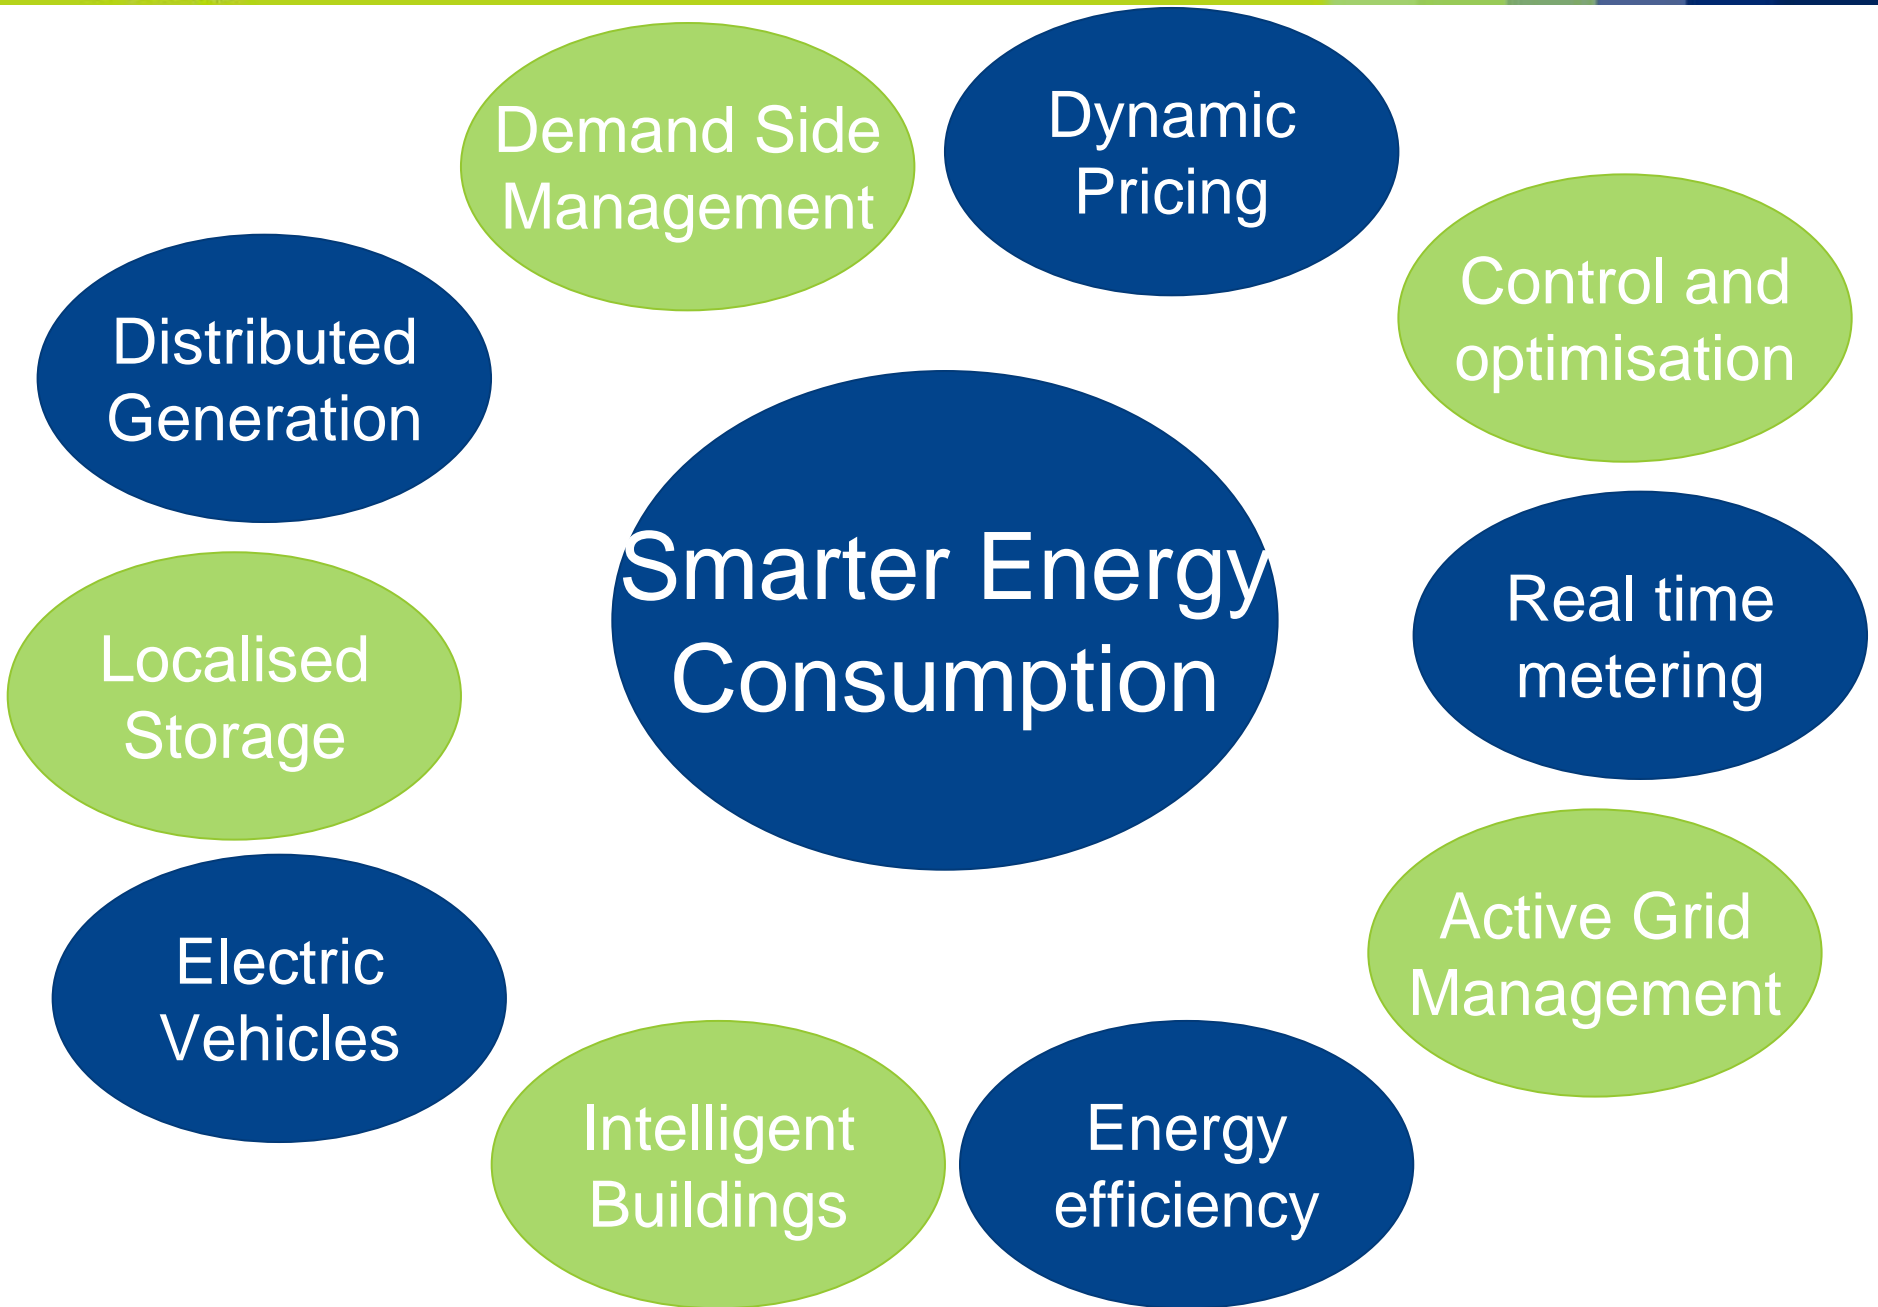 Demand Side
Management
Dynamic
Pricing
Control and
optimisation
Distributed
Generation
Smarter Energy
Consumption
Real time
metering
Localised
Storage
Active Grid
Management
Electric
Vehicles
Intelligent
Buildings
Energy
efficiency